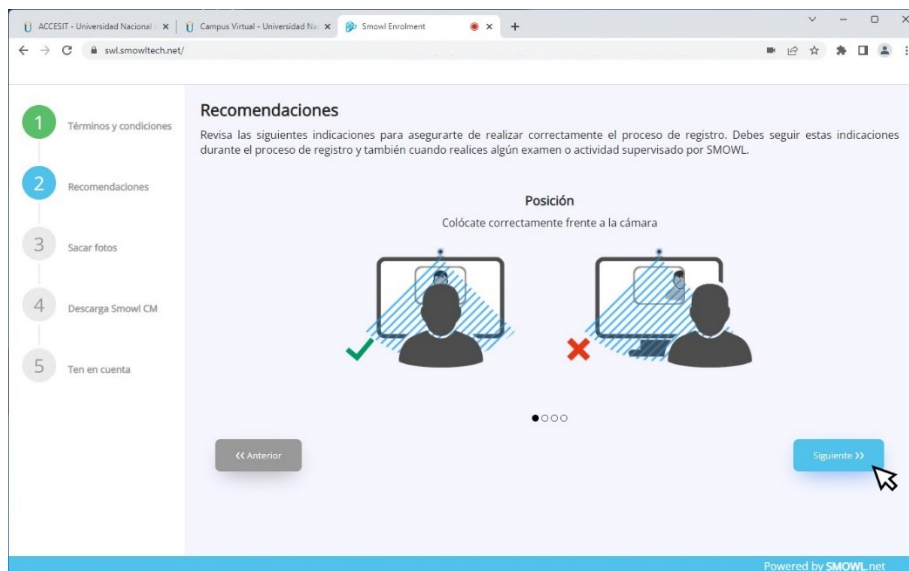 ACCESIT - Universidad Nacional
Campus Virtual - Universidad Na
Smowl Enrolment
swl.smowltech.net/
1
Términos y condiciones
2
Recomendaciones
3
Sacar fotos
4
Descarga Smowl CM
5
Ten en cuenta
Recomendaciones
Revisa las siguientes indicaciones para asegurarte de realizar correctamente el proceso de registro. Debes seguir estas indicaciones
durante el proceso de registro y también cuando realices algún examen o actividad supervisado por SMOWL.
Posición
Colócate correctamente frente a la cámara
Anterior
Siguiente
Powered by SMOWL.net